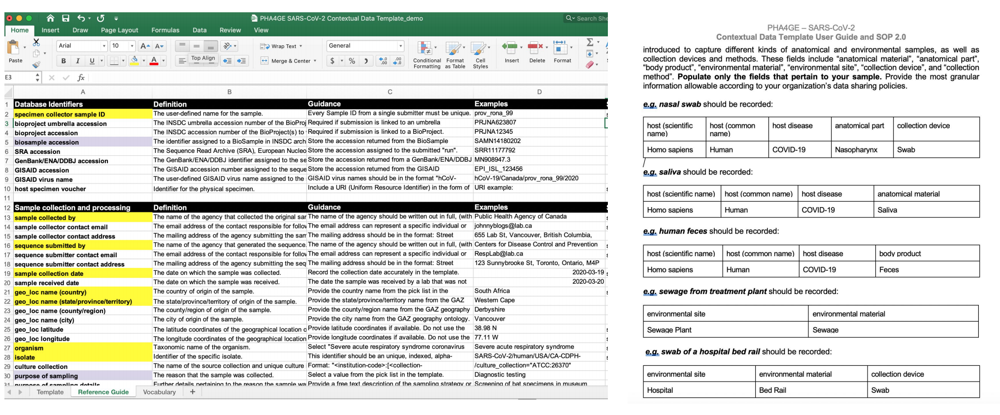 PHA4GE SARS-CoV-2 Contextual Data Template_demo
Search She
Home Insert Draw Page Layout Formulas Data Review View
Paste
Arial 10 A A
B I U A
Top Align
Wrap Text
Merge & Center
General
$ % )
Conditional Formatting
Format as Table
Cell Styles
Insert Delete Format
E3 fx
A B C D
1 Database Identifiers Definition Guidance Examples
2 specimen collector sample ID The user-defined name for the sample. Every Sample ID from a single submitter must be unique. prov_rona_99
3 bioproject umbrella accession The INSDC umbrella accession number of the BioProj Required if submission is linked to an umbrella PRJNA623807
4 bioproject accession The INSDC accession number of the BioProject(s) to Required if submission is linked to a BioProject. PRJNA12345
5 biosample accession The identifier assigned to a BioSample in INSDC arch Store the accession returned from the BioSample SAMN14180202
6 SRA accession The Sequence Read Archive (SRA), European Nucleo Store the accession assigned to the submitted "run". SRR11177792
7 GenBank/ENA/DDBJ accession The GenBank/ENA/DDBJ identifier assigned to the se Store the accession returned from a GenBank/ENA/DDBJ MN908947.3
8 GISAID accession The GISAID accession number assigned to the seque Store the accession returned from the GISAID EPI_ISL_123456
9 GISAID virus name The user-defined GISAID virus name assigned to the GISAID virus names should be in the format "hCoV- hCoV-19/Canada/prov_rona_99/2020
10 host specimen voucher Identifier for the physical specimen. Include a URI (Uniform Resource Identifier) in the form of URI example:
11
12 Sample collection and processing Definition Guidance Examples
13 sample collected by The name of the agency that collected the original sar The name of the agency should be written out in full, (with Public Health Agency of Canada
14 sample collector contact email The email address of the contact responsible for follov The email address can represent a specific individual or johnnyblogs@lab.ca
15 sample collector contact address The mailing address of the agency submitting the sam The mailing address should be in the format: Street 655 Lab St, Vancouver, British Columbia,
16 sequence submitted by The name of the agency that generated the sequence. The name of the agency should be written out in full, (with Centers for Disease Control and Prevention
17 sequence submitter contact email The email address of the contact responsible for follov The email address can represent a specific individual or RespLab@lab.ca
18 sequence submitter contact address The mailing address of the agency submitting the seq The mailing address should be in the format: Street 123 Sunnybrooke St, Toronto, Ontario, M4P
19 sample collection date The date on which the sample was collected. Record the collection date accurately in the template. 2020-03-19
20 sample received date The date on which the sample was received. The date the sample was received by a lab that was not 2020-03-20
21 geo_loc name (country) The country of origin of the sample. Provide the country name from the pick list in the South Africa
22 geo_loc name (state/province/territory) The state/province/territory of origin of the sample. Provide the state/province/territory name from the GAZ Western Cape
23 geo_loc name (county/region) The county/region of origin of the sample. Provide the county/region name from the GAZ geography Derbyshire
24 geo_loc name (city) The city of origin of the sample. Provide the city name from the GAZ geography ontology. Vancouver
25 geo_loc latitude The latitude coordinates of the geographical location o Provide latitude coordinates if available. Do not use the 38.98 N
26 geo_loc longitude The longitude coordinates of the geographical location Provide longitude coordinates if available. Do not use the 77.11 W
27 organism Taxonomic name of the organism. Select "Severe acute respiratory syndrome coronavirus Severe acute respiratory syndrome
28 isolate Identifier of the specific isolate. This identifier should be an unique, indexed, alpha- SARS-CoV-2/human/USA/CA-CDPH-
29 culture collection The name of the source collection and unique culture Format: "<institution-code>:[<collection- /culture_collection="ATCC:26370"
30 purpose of sampling The reason that the sample was collected. Select a value from the pick list in the template. Diagnostic testing
31 purpose of sampling details Further details pertaining to the reason the sample wa Provide a free text description of the sampling strategy or Screening of bat specimens in museum
Template Reference Guide Vocabulary +
PHA4GE – SARS-CoV-2
Contextual Data Template User Guide and SOP 2.0
introduced to capture different kinds of anatomical and environmental samples, as well as
collection devices and methods. These fields include “anatomical material”, “anatomical part”,
“body product”, “environmental material”, “environmental site”, “collection device”, and “collection
method”. Populate only the fields that pertain to your sample. Provide the most granular
information allowable according to your organization’s data sharing policies.
e.g. nasal swab should be recorded:
host (scientific name) host (common name) host disease anatomical part collection device
Homo sapiens Human COVID-19 Nasopharynx Swab
e.g. saliva should be recorded:
host (scientific name) host (common name) host disease anatomical material
Homo sapiens Human COVID-19 Saliva
e.g. human feces should be recorded:
host (scientific name) host (common name) host disease body product
Homo sapiens Human COVID-19 Feces
e.g. sewage from treatment plant should be recorded:
environmental site environmental material
Sewage Plant Sewage
e.g. swab of a hospital bed rail should be recorded:
environmental site environmental material collection device
Hospital Bed Rail Swab